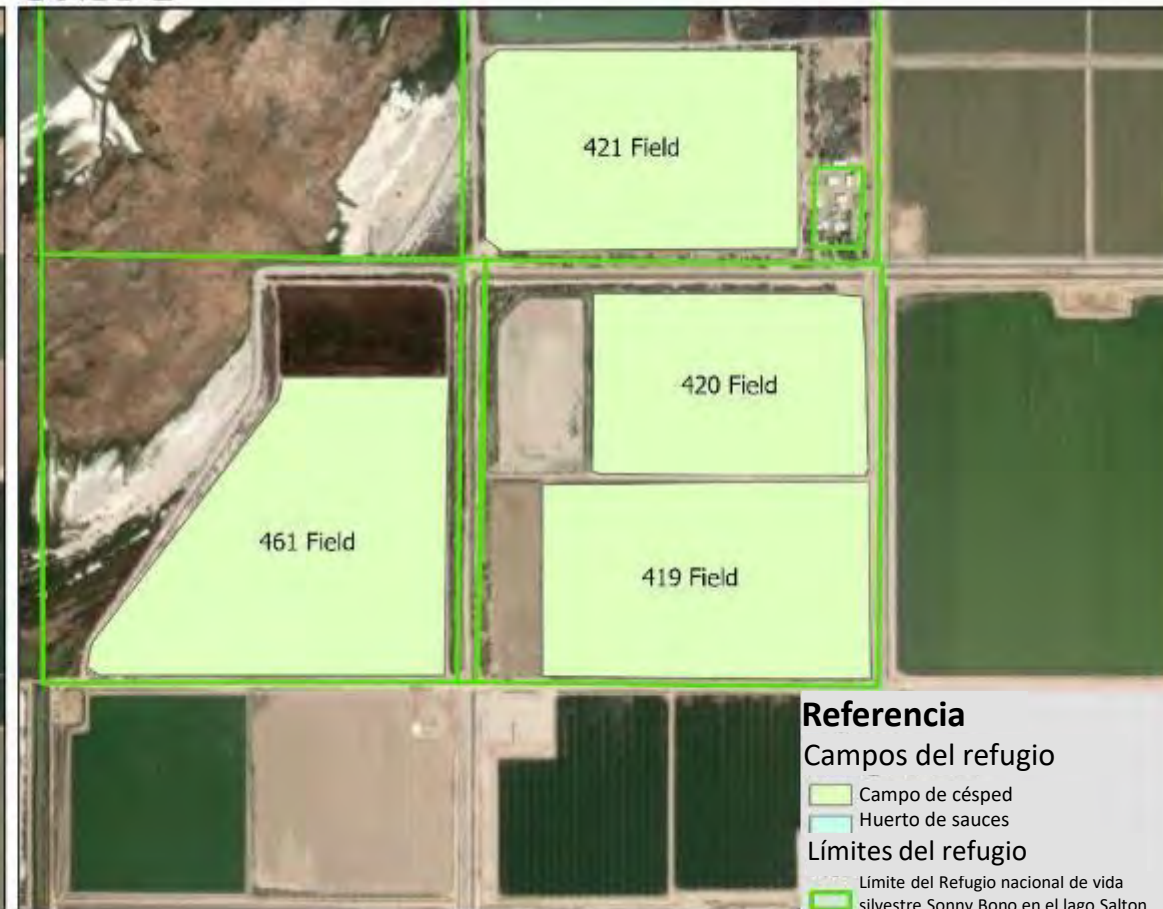 421 Field
420 Field
461 Field
419 Field
Referencia
Campos del refugio
Campo de césped
Huerto de sauces
Límites del refugio
Límite del Refugio nacional de vida
silvestre Sonny Bono en el lago Salton